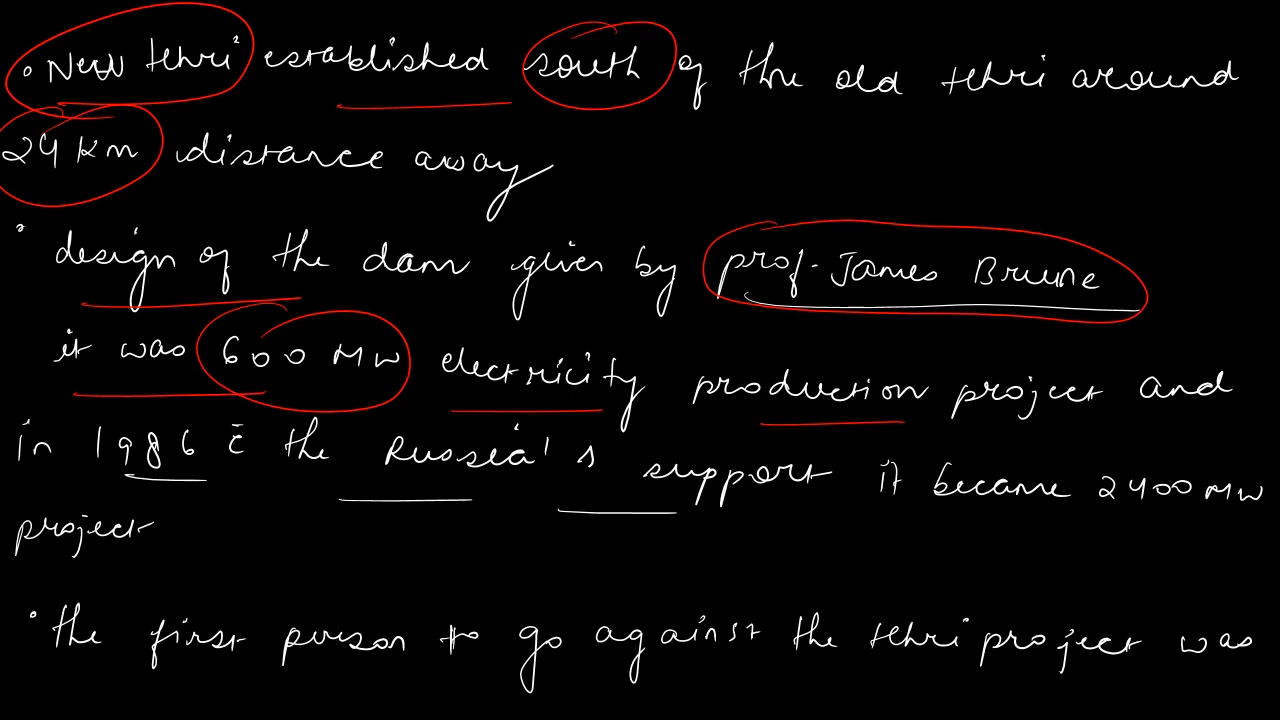 • New tehri established south of the old tehri around
24 km distance away
• design of the dam given by prof. James Brune
it was 600 MW electricity production project and
in 1986 c̄ the Russia's support it became 2400 MW
project
• the first person to go against the tehri project was